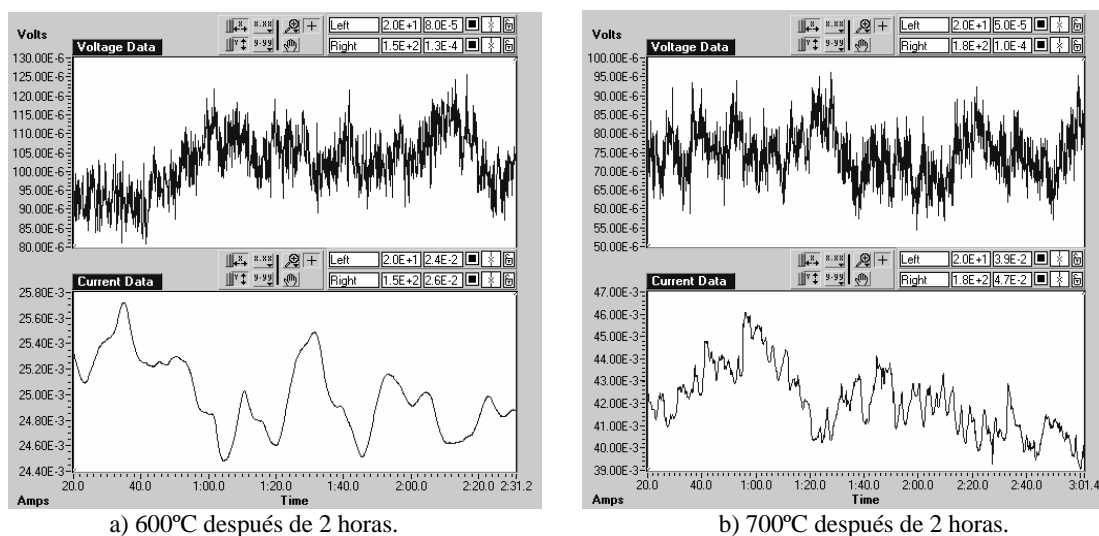 Volts
Voltage Data
X.XX
Y.YY
Left 2.0E+1 8.0E-5
Right 1.5E+2 1.3E-4
130.00E-6
120.00E-6
115.00E-6
110.00E-6
105.00E-6
100.00E-6
95.00E-6
90.00E-6
85.00E-6
80.00E-6
Current Data
X.XX
Y.YY
Left 2.0E+1 2.4E-2
Right 1.5E+2 2.6E-2
25.80E-3
25.60E-3
25.40E-3
25.20E-3
25.00E-3
24.80E-3
24.60E-3
24.40E-3
20.0 40.0 1:00.0 1:20.0 1:40.0 2:00.0 2:20.0 2:31.2
Amps Time
a) 600ºC después de 2 horas.
Volts
Voltage Data
X.XX
Y.YY
Left 2.0E+1 5.0E-5
Right 1.8E+2 1.0E-4
100.00E-6
95.00E-6
90.00E-6
85.00E-6
80.00E-6
75.00E-6
70.00E-6
65.00E-6
60.00E-6
55.00E-6
50.00E-6
Current Data
X.XX
Y.YY
Left 2.0E+1 3.9E-2
Right 1.8E+2 4.7E-2
47.00E-3
46.00E-3
45.00E-3
44.00E-3
43.00E-3
42.00E-3
41.00E-3
40.00E-3
39.00E-3
20.0 40.0 1:00.0 1:20.0 1:40.0 2:00.0 2:20.0 2:40.0 3:01.4
Amps Time
b) 700ºC después de 2 horas.